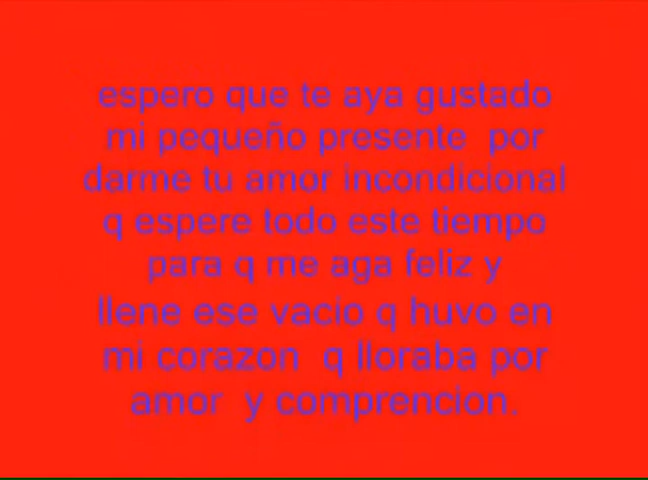 espero que te aya gustado
mi pequeño presente por
darme tu amor incondicional
q espere todo este tiempo
para q me aga feliz y
llene ese vacio q huvo en
mi corazon q lloraba por
amor y comprencion.